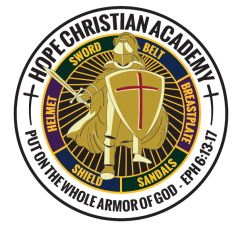 HOPE CHRISTIAN ACADEMY
SWORD
BELT
HELMET
BREASTPLATE
SHIELD
SANDALS
PUT ON THE WHOLE ARMOR OF GOD - EPH 6:13-17